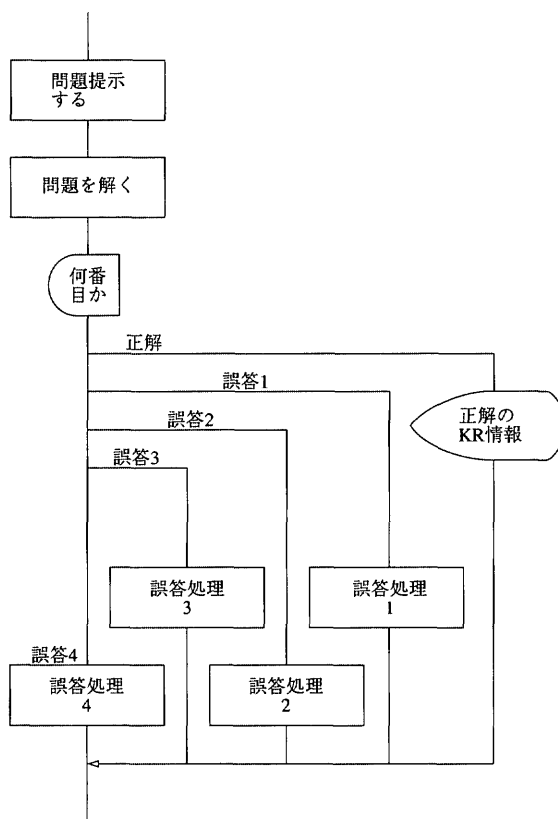 問題提示
する
問題を解く
何番
目か
正解
誤答1
正解の
KR情報
誤答2
誤答3
誤答処理
3
誤答処理
1
誤答4
誤答処理
4
誤答処理
2